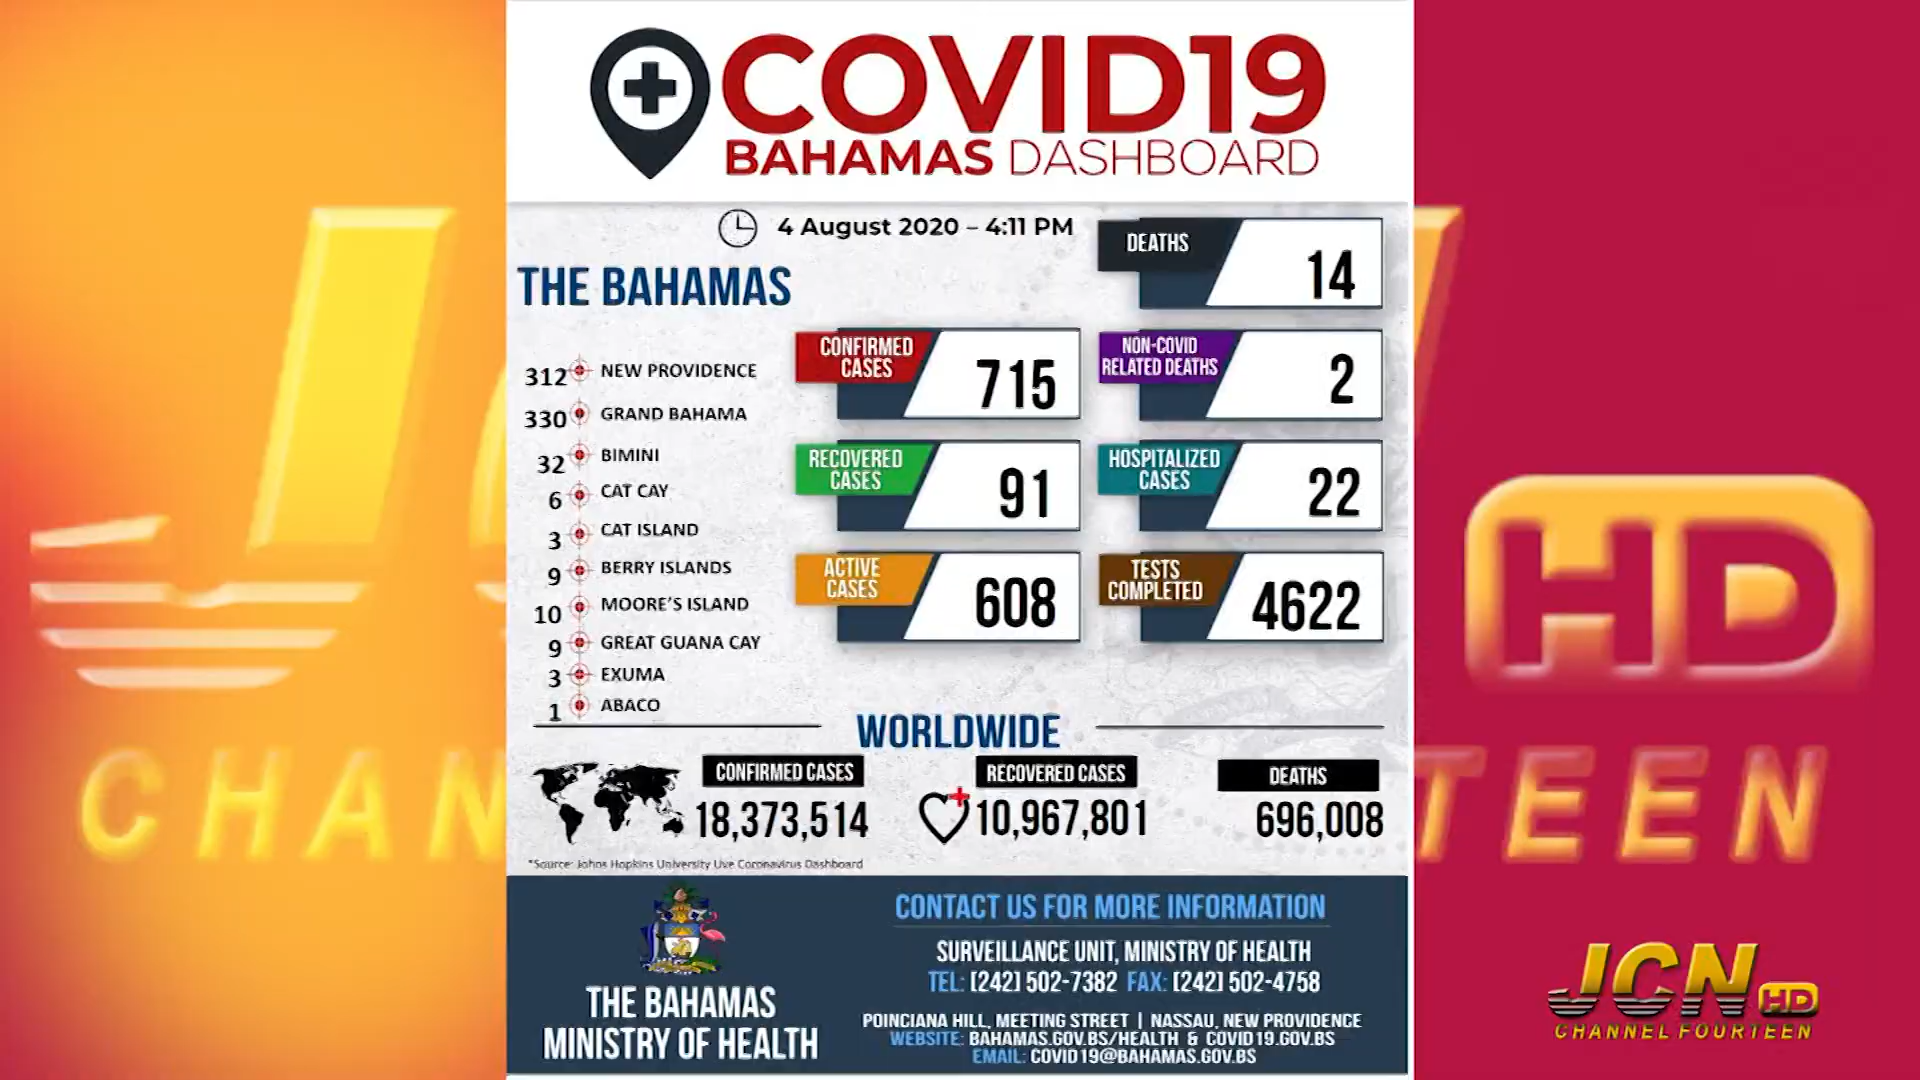 COVID19
BAHAMAS DASHBOARD
4 August 2020 – 4:11 PM
THE BAHAMAS
312 NEW PROVIDENCE
330 GRAND BAHAMA
32 BIMINI
6 CAT CAY
3 CAT ISLAND
9 BERRY ISLANDS
10 MOORE'S ISLAND
9 GREAT GUANA CAY
3 EXUMA
1 ABACO
DEATHS
14
CONFIRMED
CASES
715
NON-COVID
RELATED DEATHS
2
RECOVERED
CASES
91
HOSPITALIZED
CASES
22
ACTIVE
CASES
608
TESTS
COMPLETED
4622
WORLDWIDE
CONFIRMED CASES
18,373,514
RECOVERED CASES
10,967,801
DEATHS
696,008
*Source: Johns Hopkins University Live Coronavirus Dashboard
THE BAHAMAS
MINISTRY OF HEALTH
CONTACT US FOR MORE INFORMATION
SURVEILLANCE UNIT, MINISTRY OF HEALTH
TEL: [242] 502-7382 FAX: [242] 502-4758
POINCIANA HILL, MEETING STREET | NASSAU, NEW PROVIDENCE
WEBSITE: BAHAMAS.GOV.BS/HEALTH & COVID19.GOV.BS
EMAIL: COVID19@BAHAMAS.GOV.BS
J
HD
CHAN
TEEN
JCN HD
CHANNEL FOURTEEN